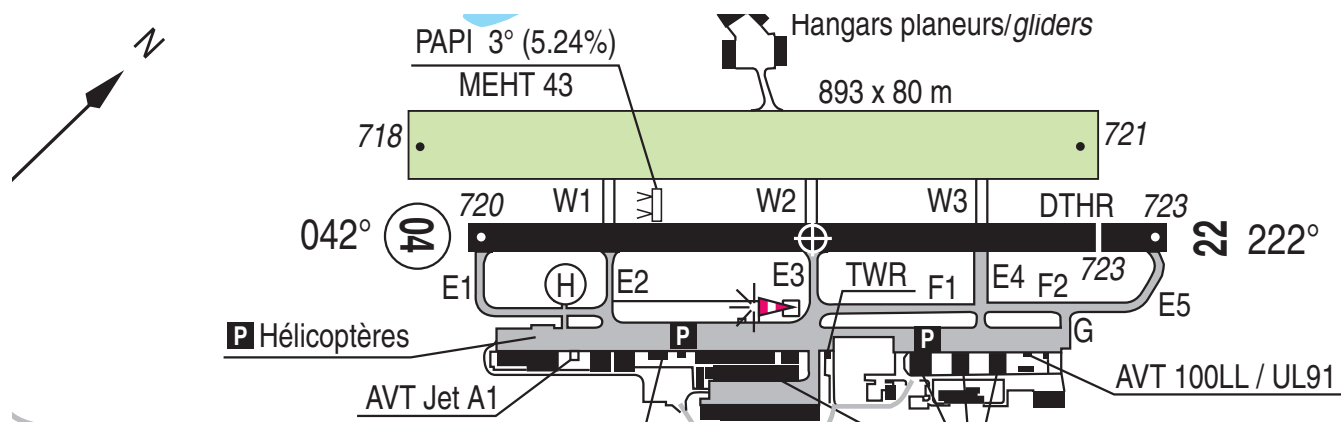 N
Hangars planeurs/gliders
PAPI 3° (5.24%)
MEHT 43
893 x 80 m
718
721
W1
W2
W3
DTHR
720
723
042°
04
22
222°
723
E1
H
E2
E3
TWR
F1
E4
F2
E5
P Hélicoptères
P
P
G
AVT Jet A1
AVT 100LL / UL91